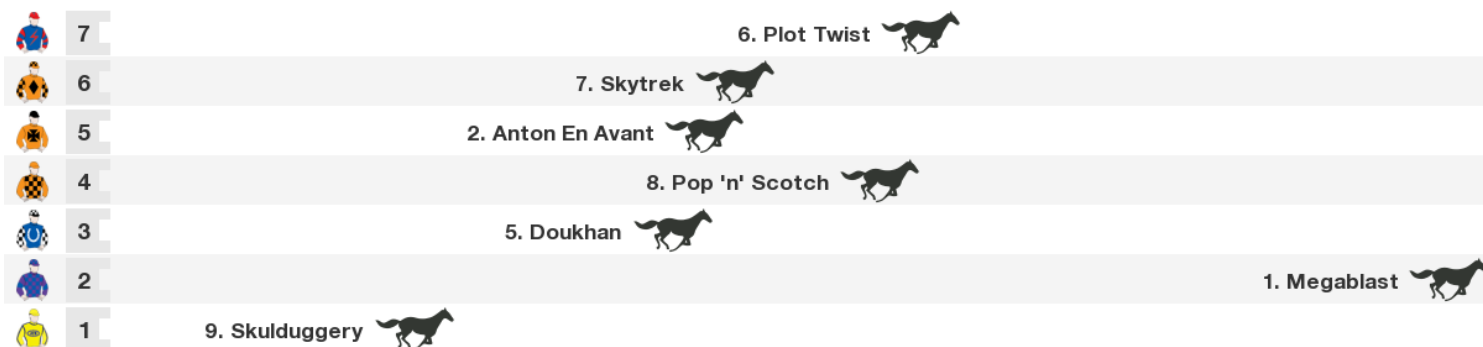 7 6. Plot Twist
6 7. Skytrek
5 2. Anton En Avant
4 8. Pop 'n' Scotch
3 5. Doukhan
2 1. Megablast
1 9. Skulduggery